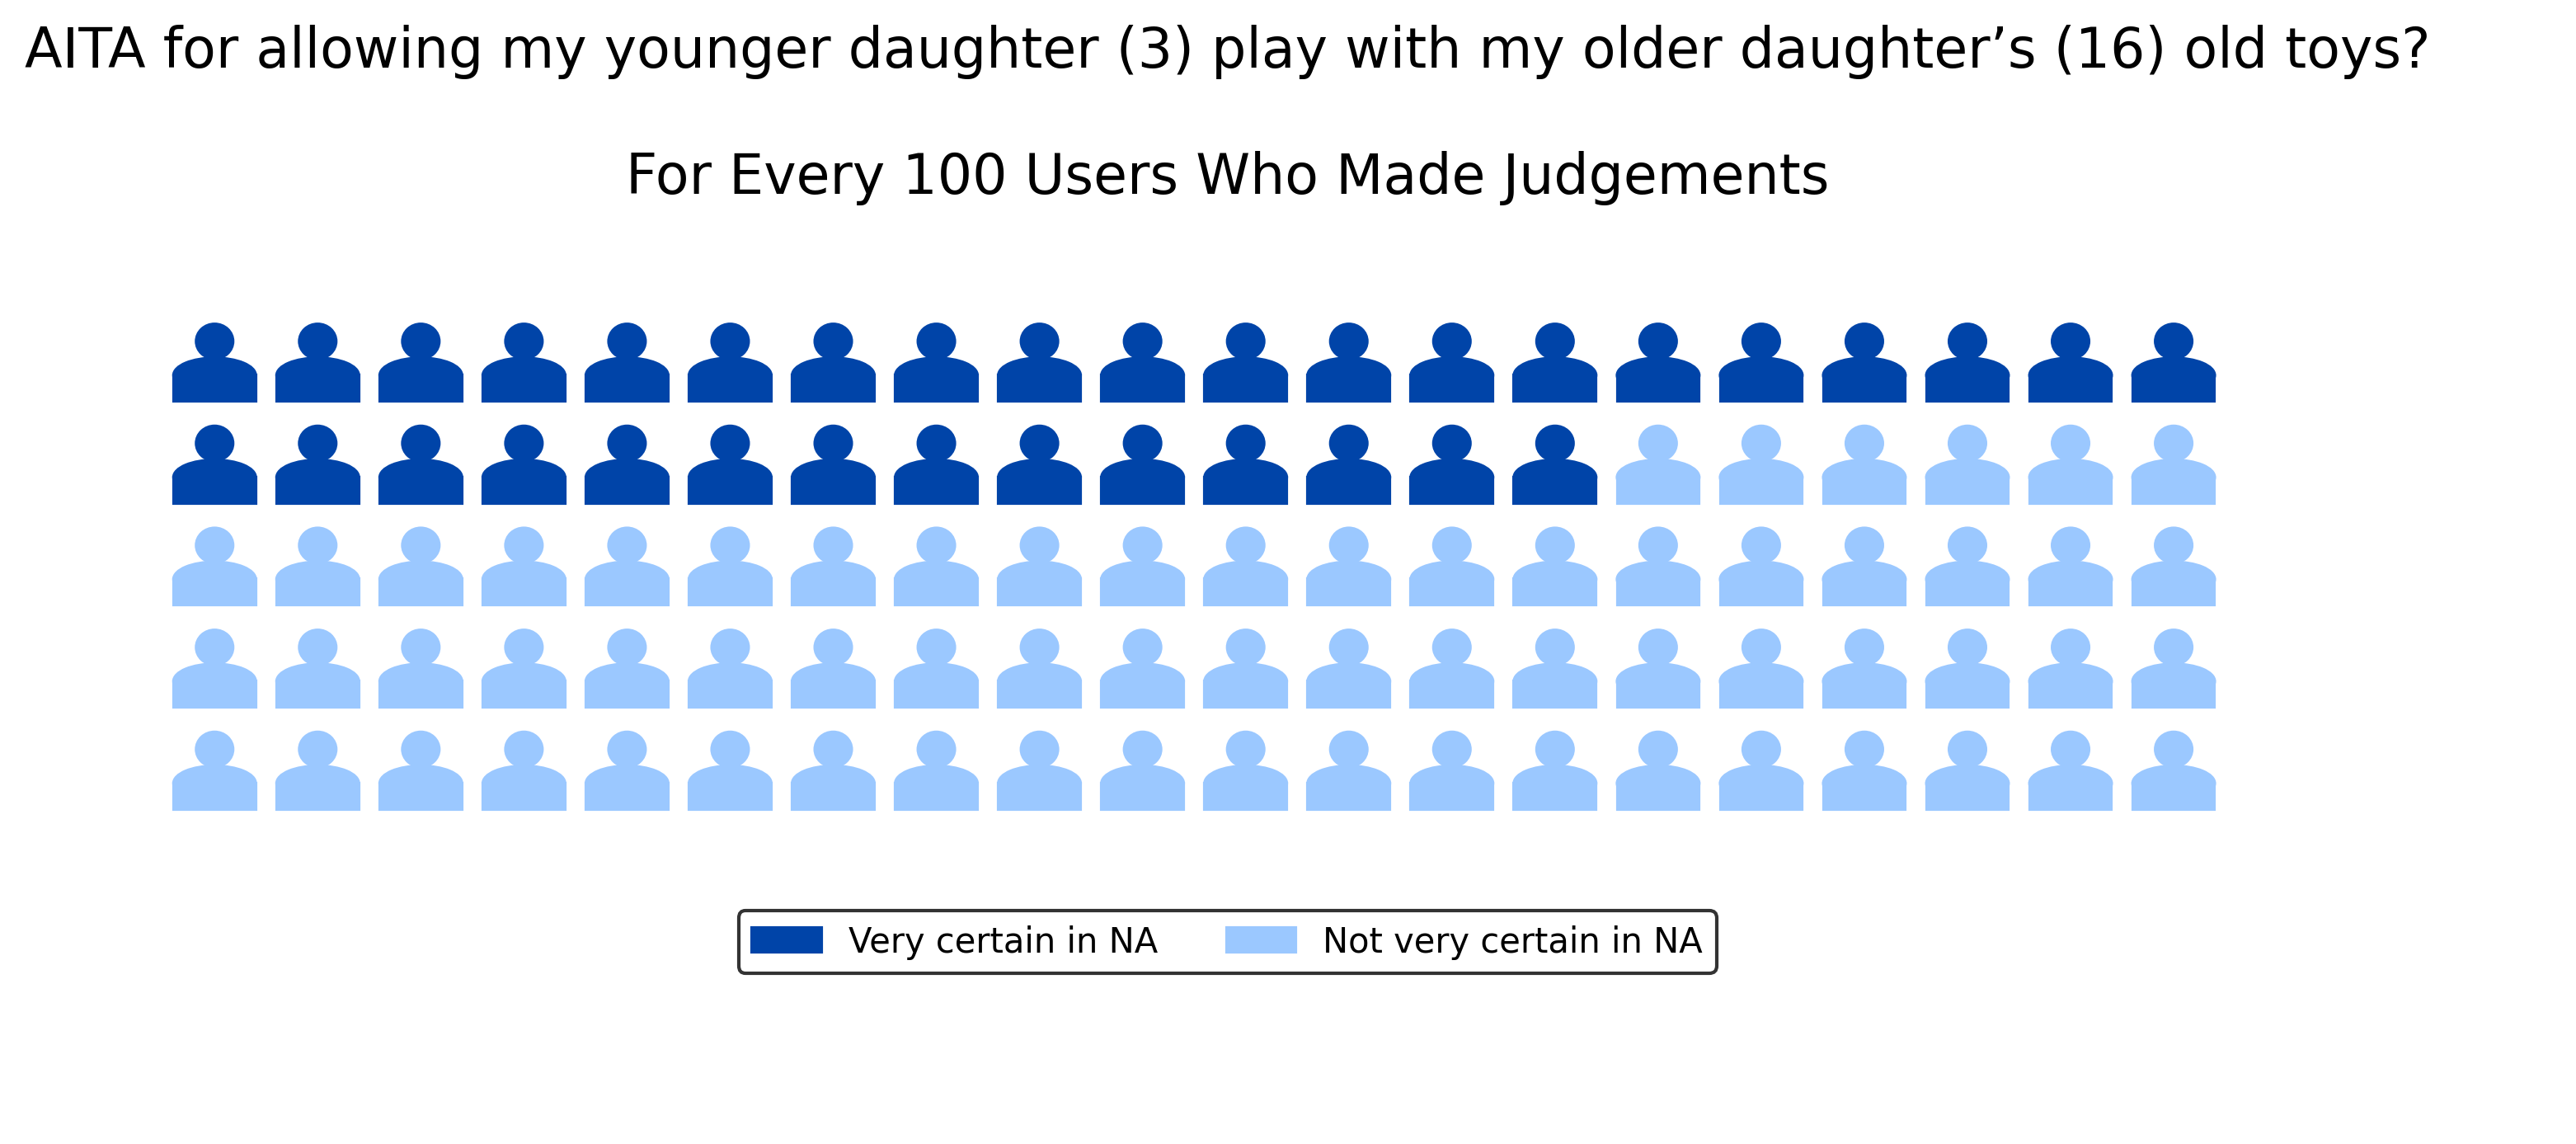 AITA for allowing my younger daughter (3) play with my older daughter’s (16) old toys?
For Every 100 Users Who Made Judgements
Very certain in NA
Not very certain in NA